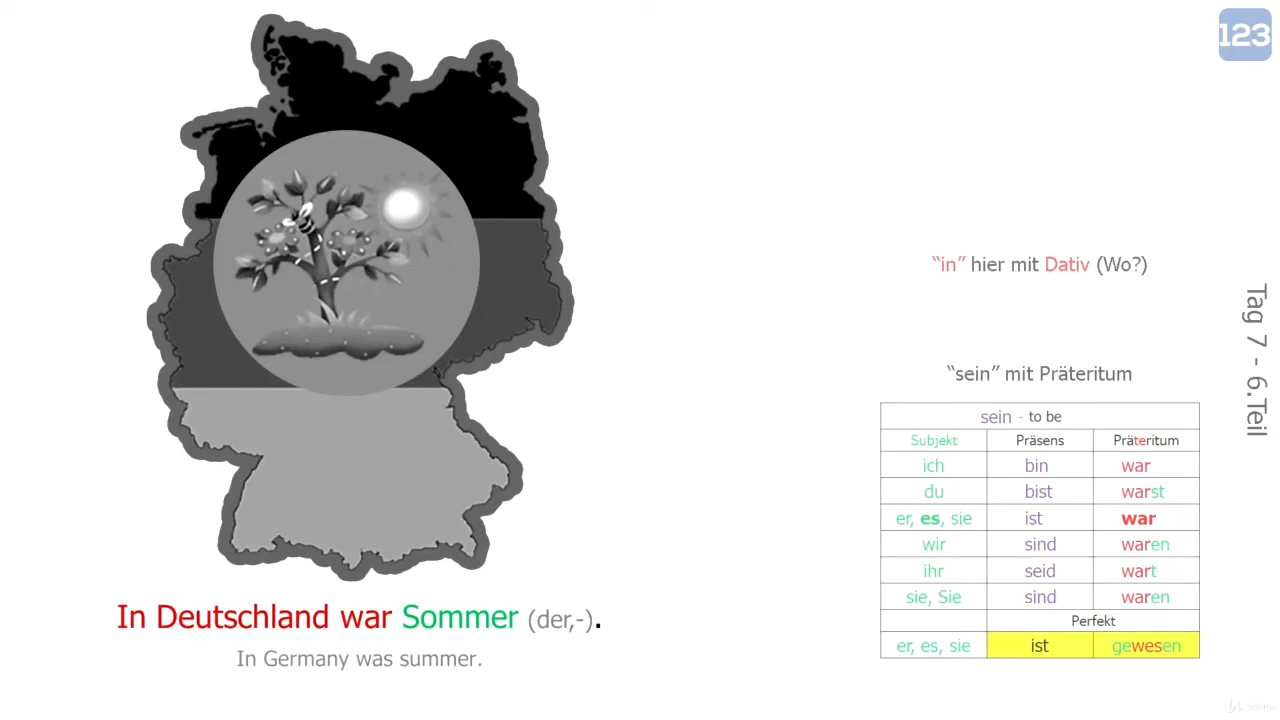 123
In Deutschland war Sommer (der,-).
In Germany was summer.
“in” hier mit Dativ (Wo?)
“sein” mit Präteritum
sein - to be
Subjekt Präsens Präteritum
ich bin war
du bist warst
er, es, sie ist war
wir sind waren
ihr seid wart
sie, Sie sind waren
Perfekt
er, es, sie ist gewesen
Tag 7 - 6.Teil